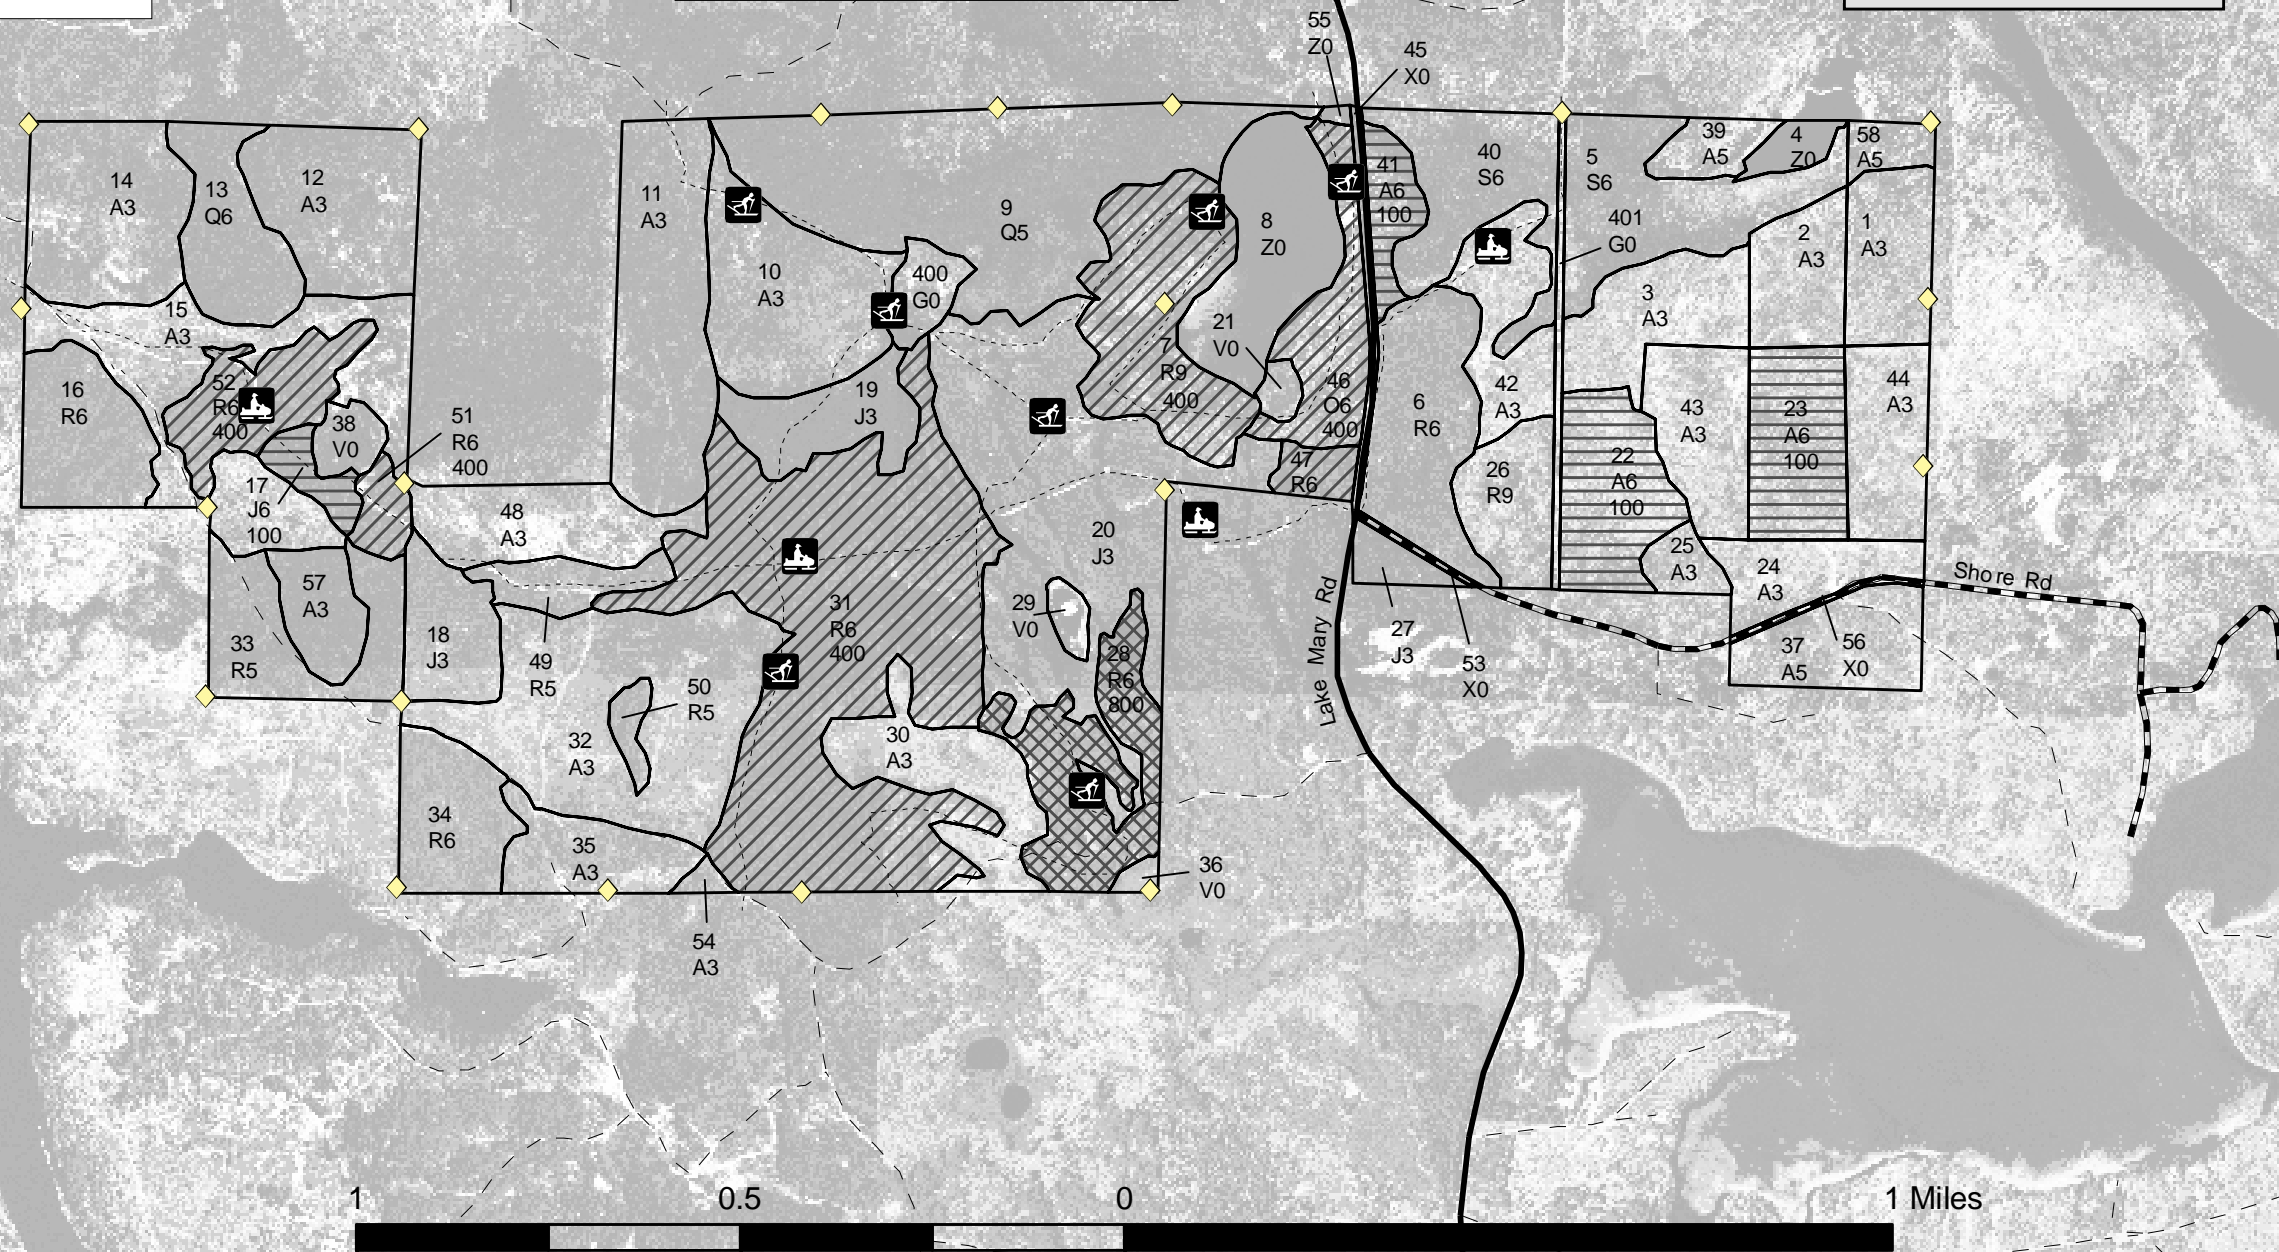 55
Z0
45
X0
14
A3
13
Q6
12
A3
11
A3
9
Q5
8
Z0
41
A6
100
40
S6
5
S6
39
A5
4
Z0
58
A5
401
G0
2
A3
1
A3
10
A3
400
G0
15
A3
3
A3
21
V0
7
R9
400
16
R6
52
R6
400
38
V0
51
R6
400
19
J3
46
O6
400
6
R6
42
A3
43
A3
23
A6
100
44
A3
47
R6
26
R9
22
A6
100
17
J6
100
48
A3
20
J3
25
A3
24
A3
Shore Rd
57
A3
33
R5
18
J3
49
R5
31
R6
400
29
V0
28
R6
800
Lake Mary Rd
27
J3
53
X0
37
A5
56
X0
50
R5
32
A3
30
A3
34
R6
35
A3
36
V0
54
A3
1 0.5 0 1 Miles